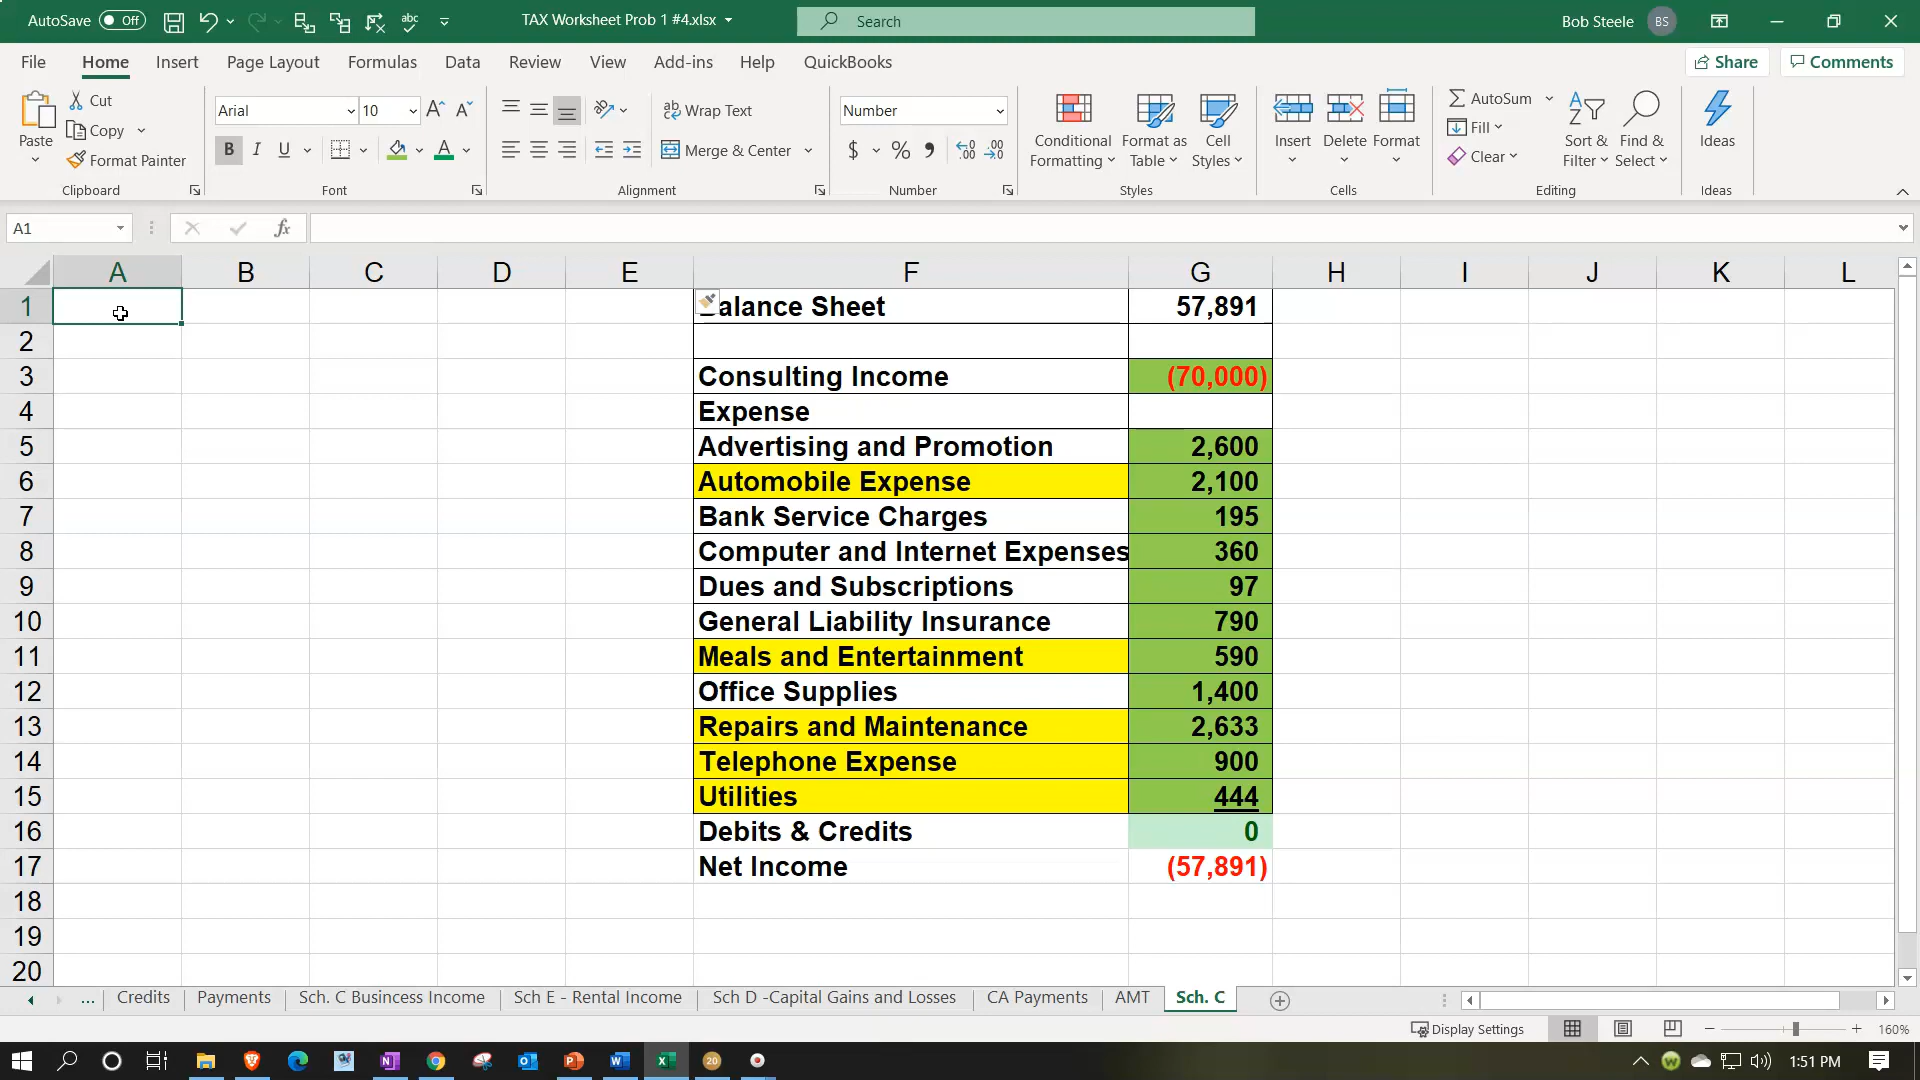 AutoSave Off
TAX Worksheet Prob 1 #4.xlsx
Search
Bob Steele BS
File Home Insert Page Layout Formulas Data Review View Add-ins Help QuickBooks
Share Comments
Paste
Cut
Copy
Format Painter
Clipboard
Arial 10
B I U
Font
Wrap Text
Merge & Center
Alignment
Number
$ %
Number
Conditional Formatting
Format as Table
Cell Styles
Styles
Insert Delete Format
Cells
AutoSum
Fill
Clear
Sort & Filter
Find & Select
Editing
Ideas
Ideas
A1
fx
A B C D E F G H I J K L
1 alance Sheet 57,891
2
3 Consulting Income (70,000)
4 Expense
5 Advertising and Promotion 2,600
6 Automobile Expense 2,100
7 Bank Service Charges 195
8 Computer and Internet Expenses 360
9 Dues and Subscriptions 97
10 General Liability Insurance 790
11 Meals and Entertainment 590
12 Office Supplies 1,400
13 Repairs and Maintenance 2,633
14 Telephone Expense 900
15 Utilities 444
16 Debits & Credits 0
17 Net Income (57,891)
18
19
20
... Credits Payments Sch. C Busincess Income Sch E - Rental Income Sch D -Capital Gains and Losses CA Payments AMT Sch. C
Display Settings 160%
1:51 PM